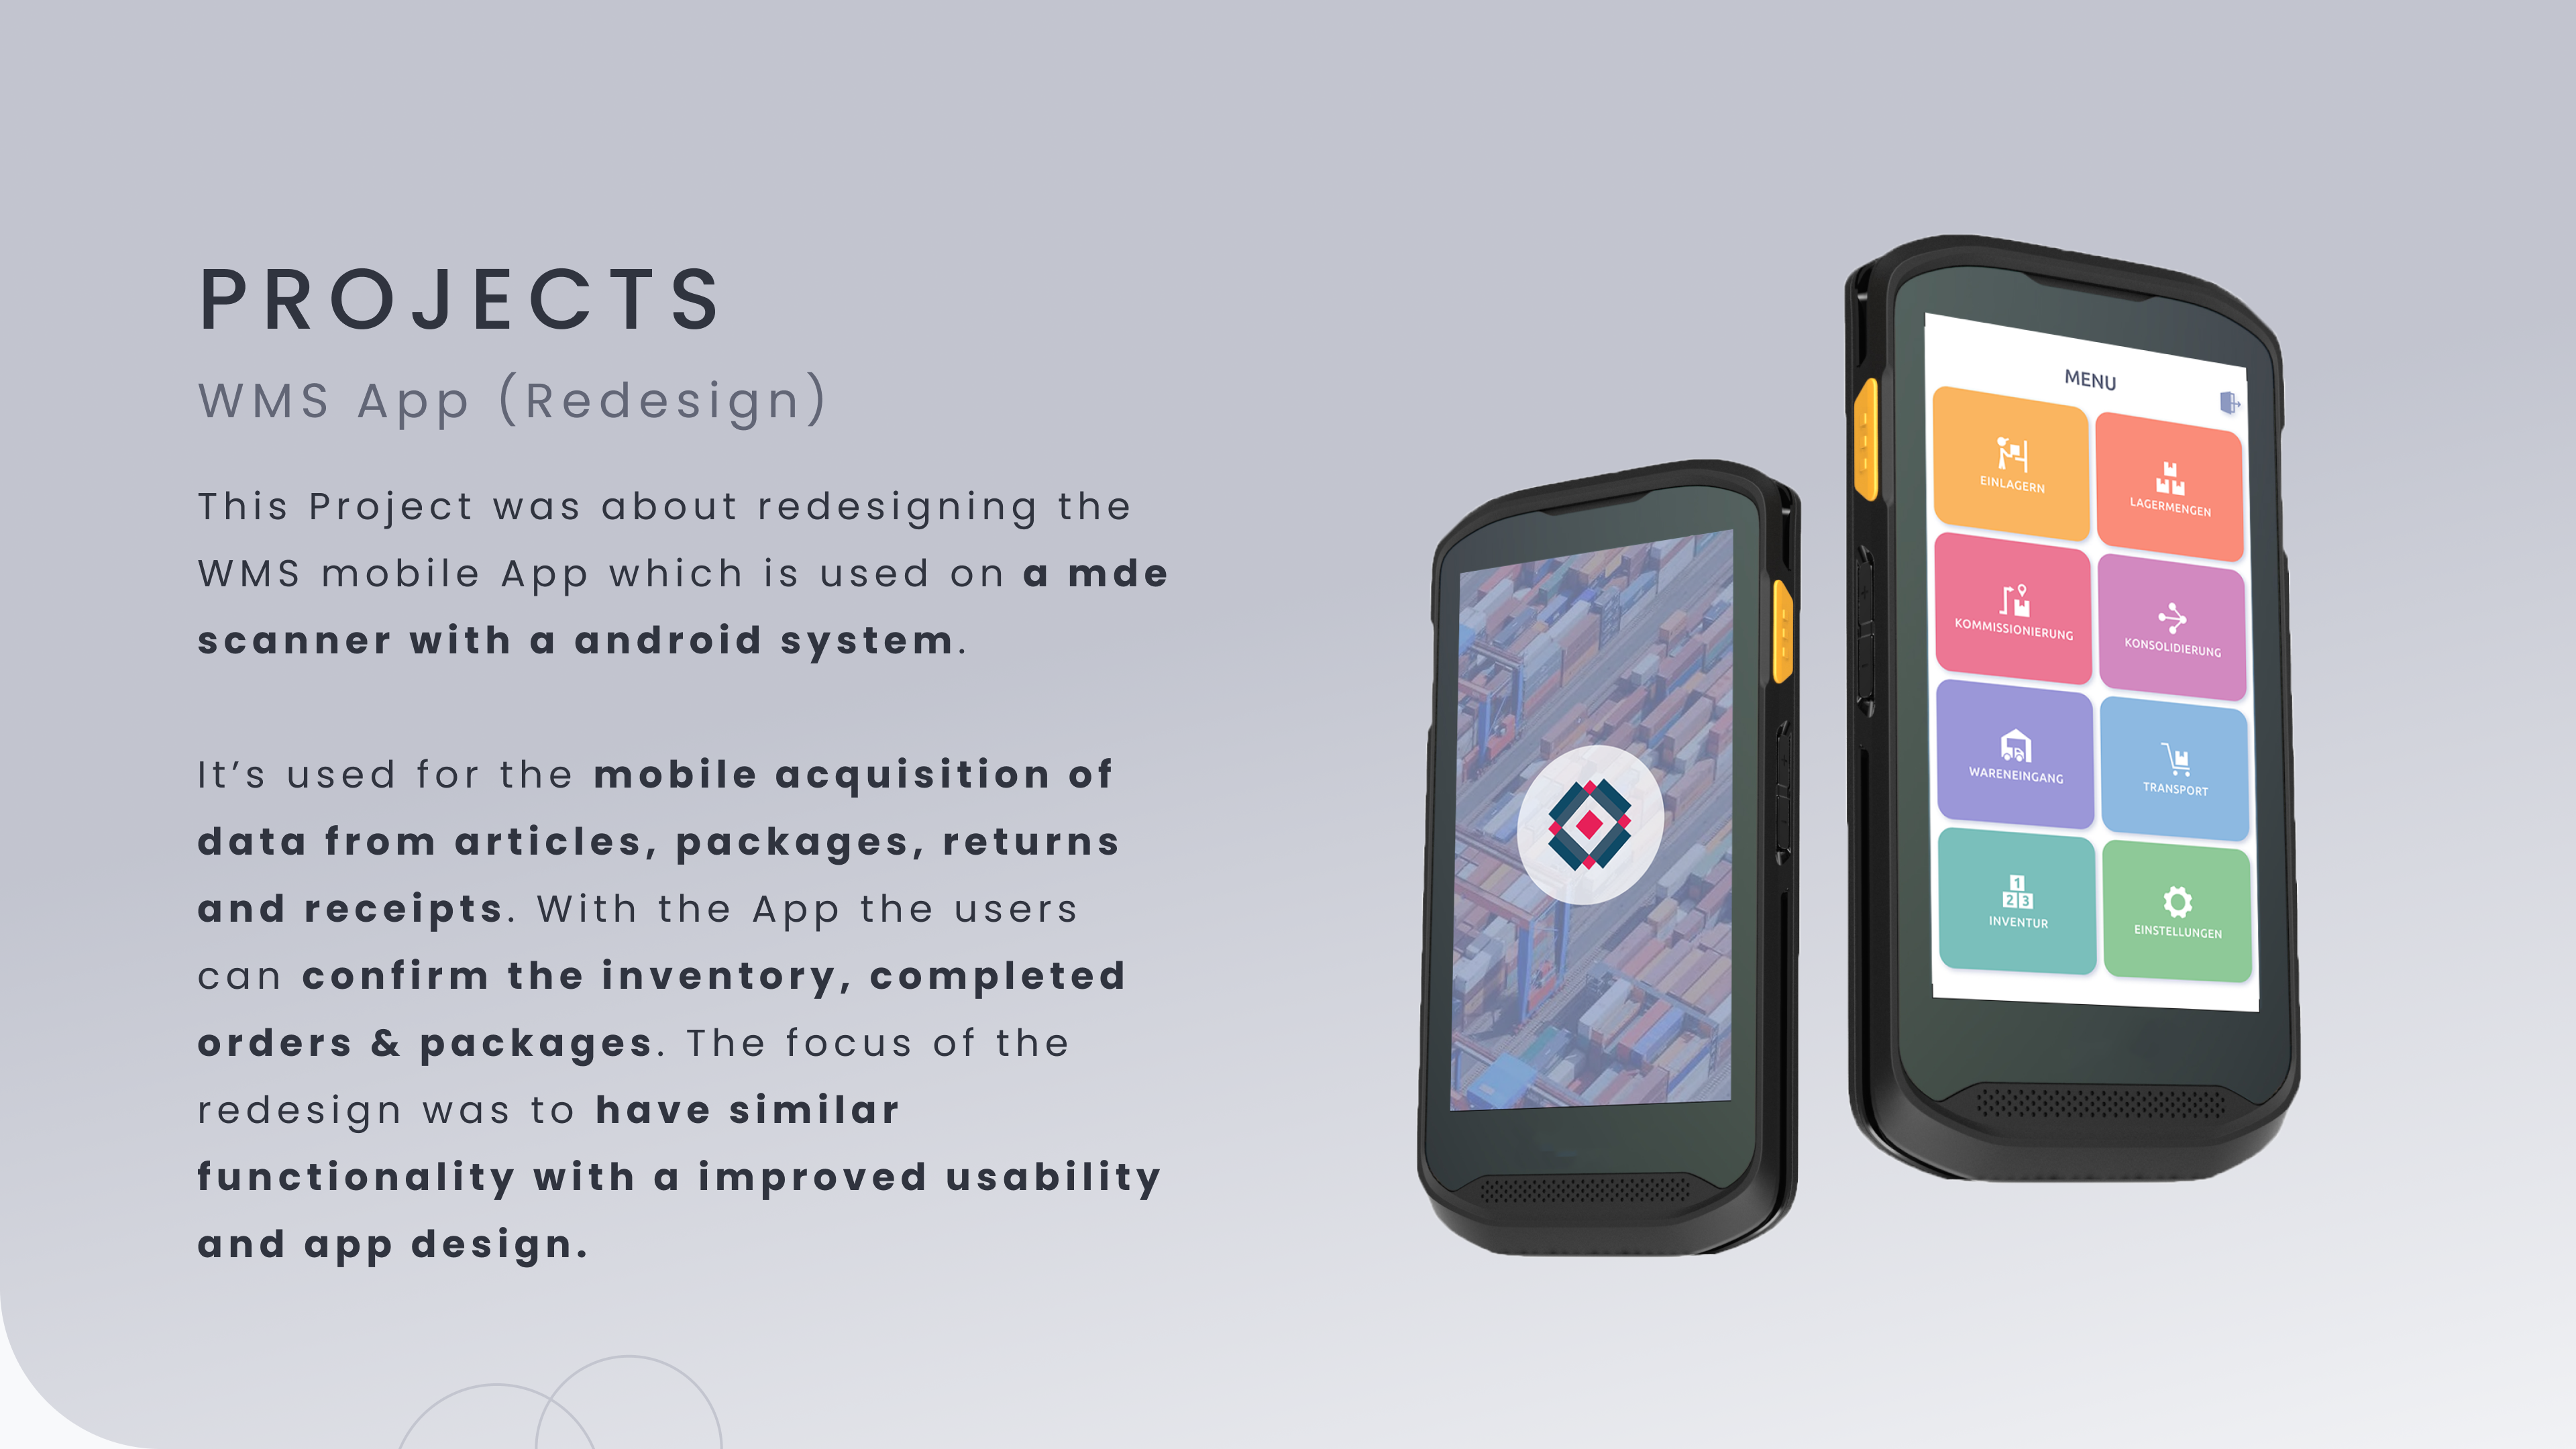 PROJECTS
WMS App (Redesign)
This Project was about redesigning the
WMS mobile App which is used on a mde
scanner with a android system.
It’s used for the mobile acquisition of
data from articles, packages, returns
and receipts. With the App the users
can confirm the inventory, completed
orders & packages. The focus of the
redesign was to have similar
functionality with a improved usability
and app design.
MENU
EINLAGERN
LAGERMENGEN
KOMMISSIONIERUNG
KONSOLIDIERUNG
WARENEINGANG
TRANSPORT
1
2 3
INVENTUR
EINSTELLUNGEN